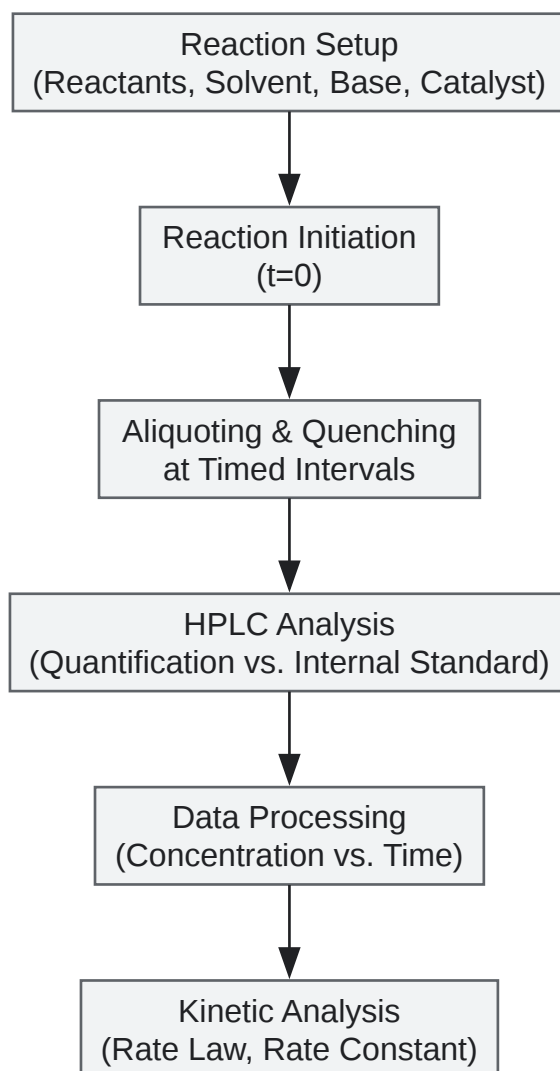 Reaction Setup
(Reactants, Solvent, Base, Catalyst)
Reaction Initiation
(t=0)
Aliquoting & Quenching
at Timed Intervals
HPLC Analysis
(Quantification vs. Internal Standard)
Data Processing
(Concentration vs. Time)
Kinetic Analysis
(Rate Law, Rate Constant)